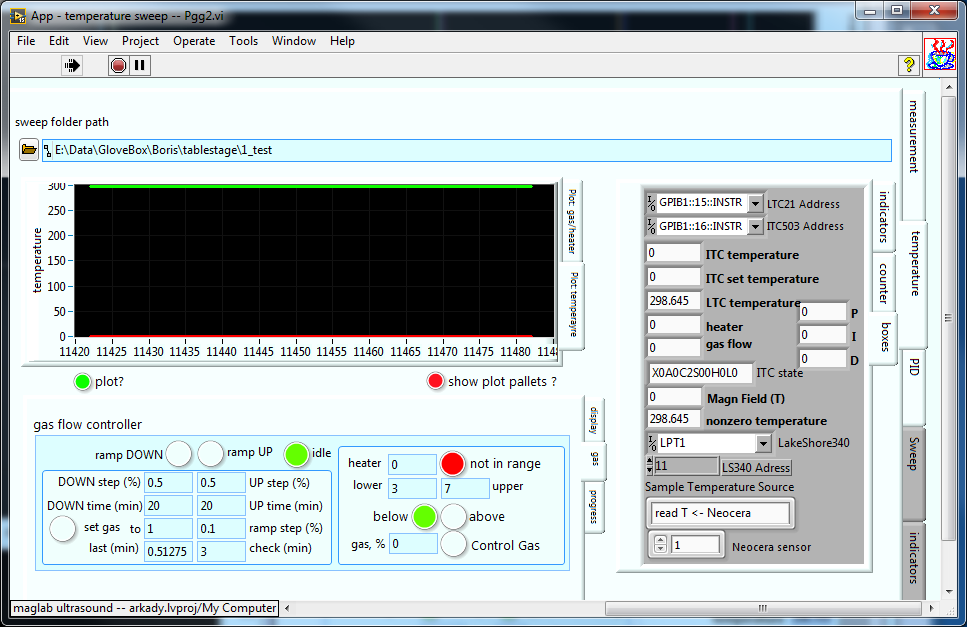 App - temperature sweep -- Pgg2.vi
File Edit View Project Operate Tools Window Help
sweep folder path
E:\Data\GloveBox\Boris\tablestage\1_test
measurement
temperature
PID
Sweep
indicators
indicators
counter
boxes
Plot: gas/heater
Plot: temperayre
temperature
300
250
200
150
100
50
0
11420 11425 11430 11435 11440 11445 11450 11455 11460 11465 11470 11475 11480 1148
plot?
show plot pallets ?
GPIB1::15::INSTR LTC21 Address
GPIB1::16::INSTR ITC503 Address
0 ITC temperature
0 ITC set temperature
298.645 LTC temperature
0 P
0 heater
0 I
0 gas flow
0 D
X0A0C2S00H0L0 ITC state
0 Magn Field (T)
298.645 nonzero temperature
LPT1 LakeShore340
11 LS340 Adress
Sample Temperature Source
read T <- Neocera
1 Neocera sensor
gas flow controller
display
gas
progress
ramp DOWN ramp UP idle
DOWN step (%) 0.5 0.5 UP step (%)
DOWN time (min) 20 20 UP time (min)
set gas to 1 0.1 ramp step (%)
last (min) 0.51275 3 check (min)
heater 0 not in range
lower 3 7 upper
below above
gas, % 0 Control Gas
maglab ultrasound -- arkady.lvproj/My Computer